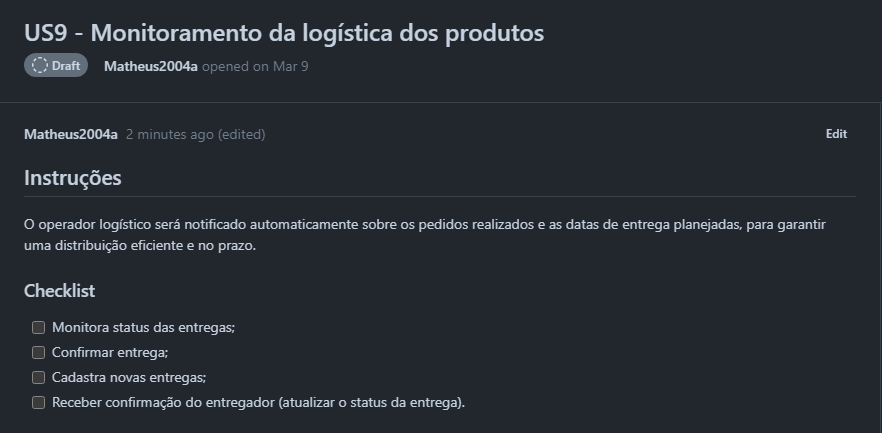 US9 - Monitoramento da logística dos produtos
Draft Matheus2004a opened on Mar 9
Matheus2004a 2 minutes ago (edited) Edit
Instruções
O operador logístico será notificado automaticamente sobre os pedidos realizados e as datas de entrega planejadas, para garantir
uma distribuição eficiente e no prazo.
Checklist
Monitora status das entregas;
Confirmar entrega;
Cadastra novas entregas;
Receber confirmação do entregador (atualizar o status da entrega).